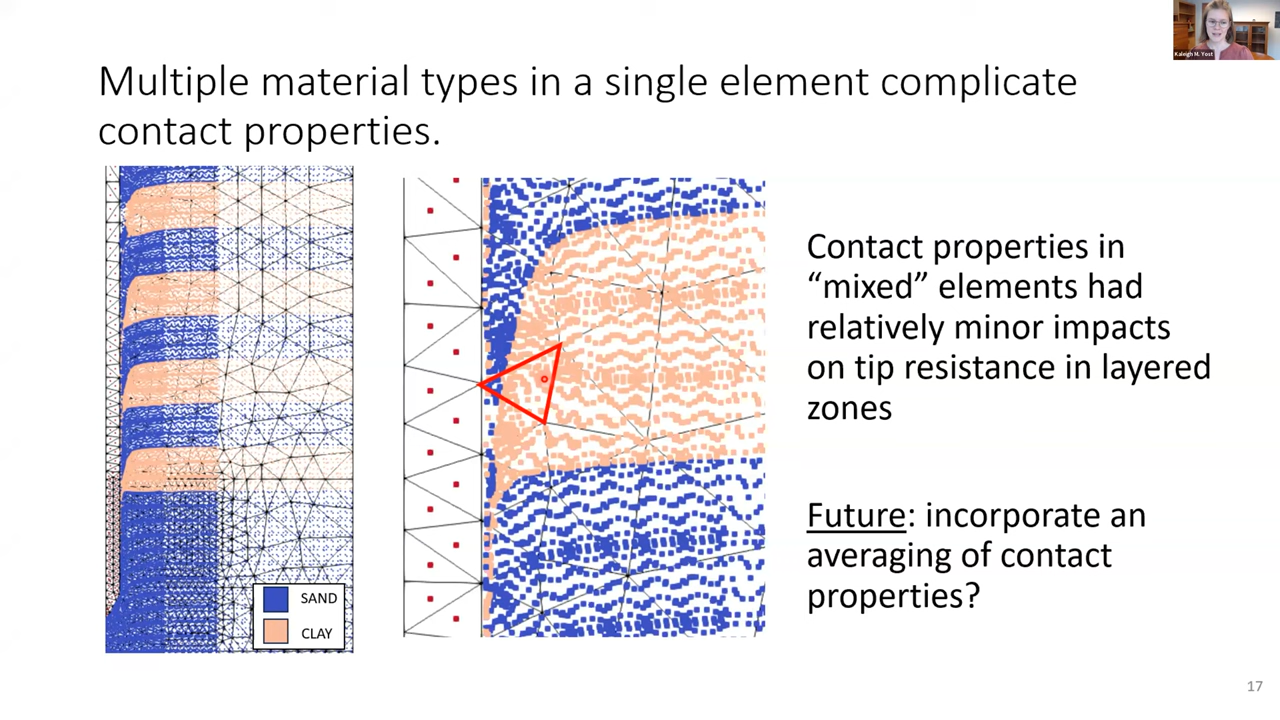 Kaleigh M. Yost
Multiple material types in a single element complicate
contact properties.
SAND
CLAY
Contact properties in
“mixed” elements had
relatively minor impacts
on tip resistance in layered
zones
Future: incorporate an
averaging of contact
properties?
17